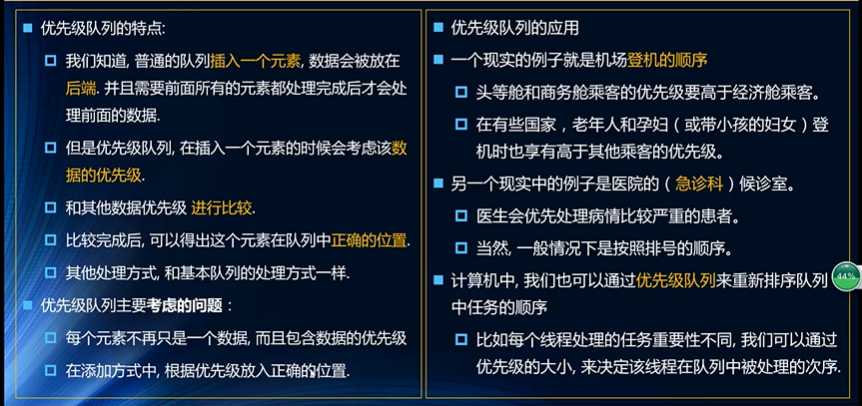 优先级队列的特点:
我们知道, 普通的队列插入一个元素, 数据会被放在
后端. 并且需要前面所有的元素都处理完成后才会处
理前面的数据.
但是优先级队列, 在插入一个元素的时候会考虑该数
据的优先级.
和其他数据优先级 进行比较.
比较完成后, 可以得出这个元素在队列中正确的位置.
其他处理方式, 和基本队列的处理方式一样.
优先级队列主要考虑的问题：
每个元素不再只是一个数据, 而且包含数据的优先级
在添加方式中, 根据优先级放入正确的位置.
优先级队列的应用
一个现实的例子就是机场登机的顺序
头等舱和商务舱乘客的优先级要高于经济舱乘客。
在有些国家，老年人和孕妇（或带小孩的妇女）登
机时也享有高于其他乘客的优先级。
另一个现实中的例子是医院的（急诊科）候诊室。
医生会优先处理病情比较严重的患者。
当然, 一般情况下是按照排号的顺序。
计算机中, 我们也可以通过优先级队列来重新排序队列
中任务的顺序
比如每个线程处理的任务重要性不同, 我们可以通过
优先级的大小, 来决定该线程在队列中被处理的次序.
44%